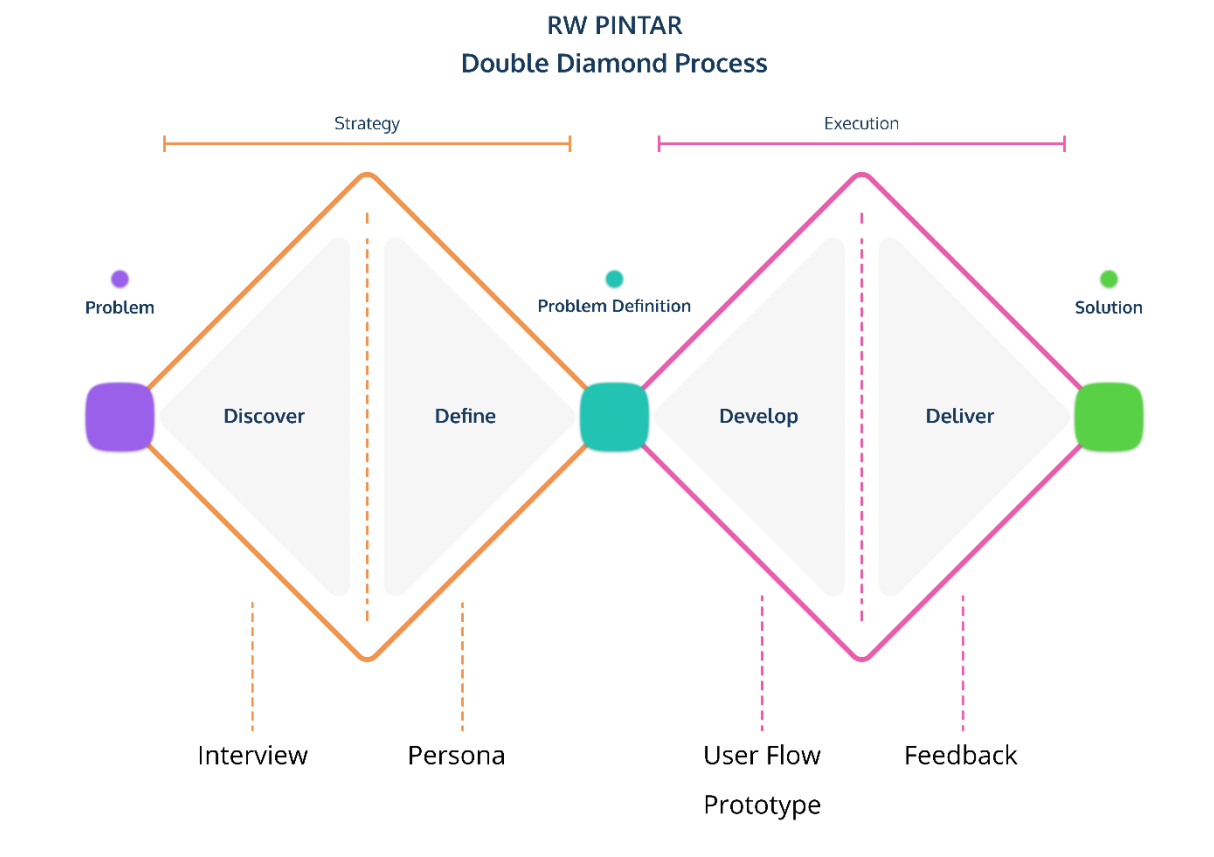 RW PINTAR
Double Diamond Process
Strategy
Execution
Problem
Problem Definition
Solution
Discover
Define
Develop
Deliver
Interview
Persona
User Flow
Feedback
Prototype